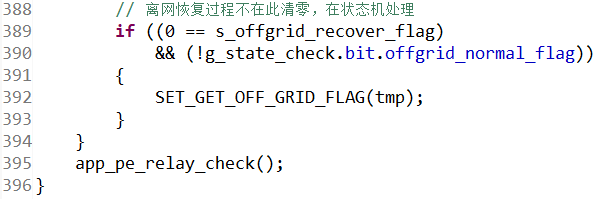 388 // 离网恢复过程不在此清零，在状态机处理
389 if ((0 == s_offgrid_recover_flag)
390 && (!g_state_check.bit.offgrid_normal_flag))
391 {
392 SET_GET_OFF_GRID_FLAG(tmp);
393 }
394 }
395 app_pe_relay_check();
396 }